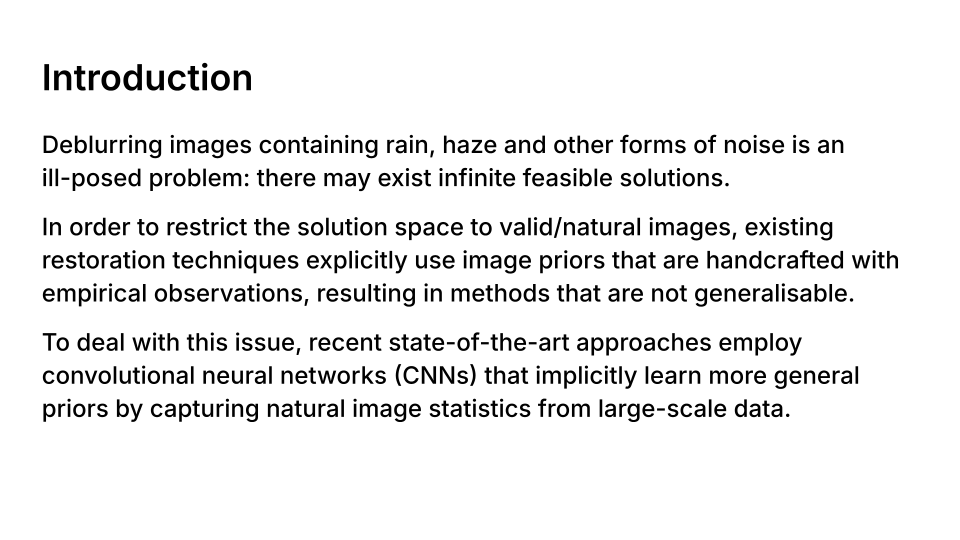 Introduction
Deblurring images containing rain, haze and other forms of noise is an
ill-posed problem: there may exist infinite feasible solutions.
In order to restrict the solution space to valid/natural images, existing
restoration techniques explicitly use image priors that are handcrafted with
empirical observations, resulting in methods that are not generalisable.
To deal with this issue, recent state-of-the-art approaches employ
convolutional neural networks (CNNs) that implicitly learn more general
priors by capturing natural image statistics from large-scale data.